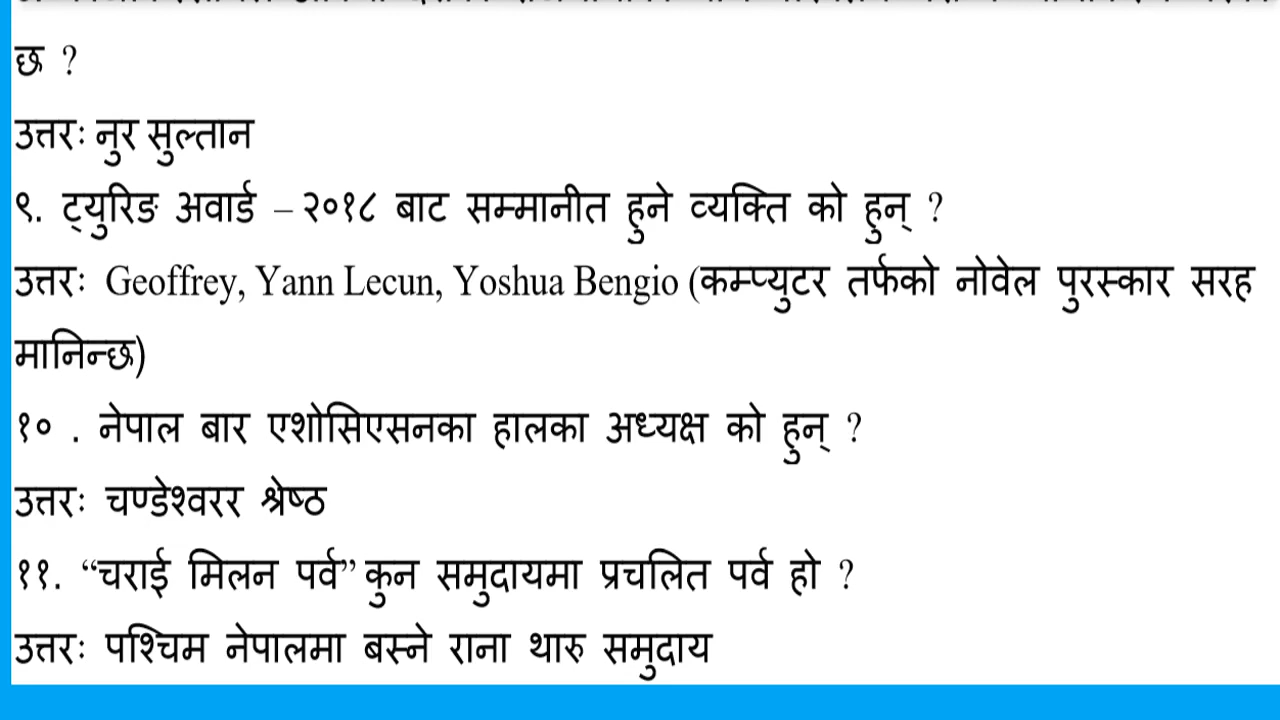 छ ?
उत्तरः नुर सुल्तान
९. ट्युरिङ अवार्ड – २०१८ बाट सम्मानीत हुने व्यक्ति को हुन् ?
उत्तरः Geoffrey, Yann Lecun, Yoshua Bengio (कम्प्युटर तर्फको नोवेल पुरस्कार सरह
मानिन्छ)
१० . नेपाल बार एशोसिएसनका हालका अध्यक्ष को हुन् ?
उत्तरः चण्डेश्वरर श्रेष्ठ
११. “चराई मिलन पर्व” कुन समुदायमा प्रचलित पर्व हो ?
उत्तरः पश्चिम नेपालमा बस्ने राना थारु समुदाय